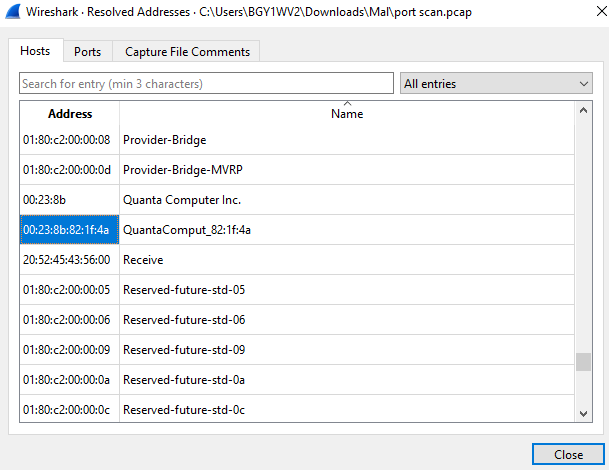 Wireshark · Resolved Addresses · C:\Users\BGY1WV2\Downloads\Mal\port scan.pcap
Hosts Ports Capture File Comments
Search for entry (min 3 characters) All entries
Address Name
01:80:c2:00:00:08 Provider-Bridge
01:80:c2:00:00:0d Provider-Bridge-MVRP
00:23:8b Quanta Computer Inc.
00:23:8b:82:1f:4a QuantaComput_82:1f:4a
20:52:45:43:56:00 Receive
01:80:c2:00:00:05 Reserved-future-std-05
01:80:c2:00:00:06 Reserved-future-std-06
01:80:c2:00:00:09 Reserved-future-std-09
01:80:c2:00:00:0a Reserved-future-std-0a
01:80:c2:00:00:0c Reserved-future-std-0c
Close